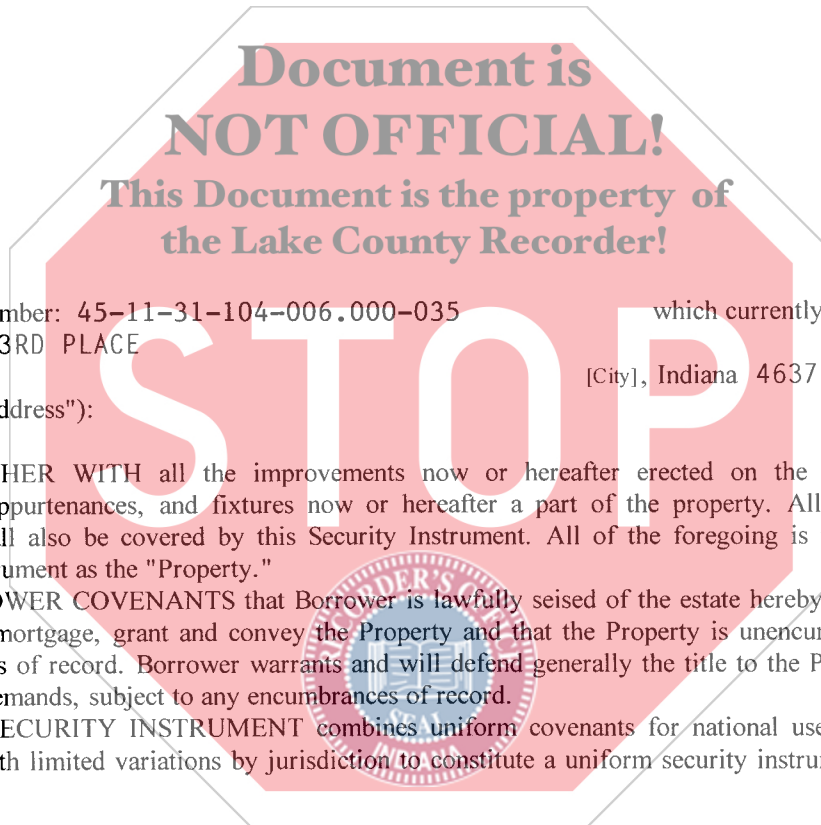 Document is
NOT OFFICIAL!
This Document is the property of
the Lake County Recorder!
mber: 45-11-31-104-006.000-035 which currently
3RD PLACE
[City], Indiana 4637
ddress"):
STOP
HER WITH all the improvements now or hereafter erected on the
ppurtenances, and fixtures now or hereafter a part of the property. All
ll also be covered by this Security Instrument. All of the foregoing is
ument as the "Property."
OWER COVENANTS that Borrower is lawfully seised of the estate hereby
mortgage, grant and convey the Property and that the Property is unencum
s of record. Borrower warrants and will defend generally the title to the P
emands, subject to any encumbrances of record.
ECURITY INSTRUMENT combines uniform covenants for national use
th limited variations by jurisdiction to constitute a uniform security instrum
RECORDER'S OFFICE
SEAL
INDIANA